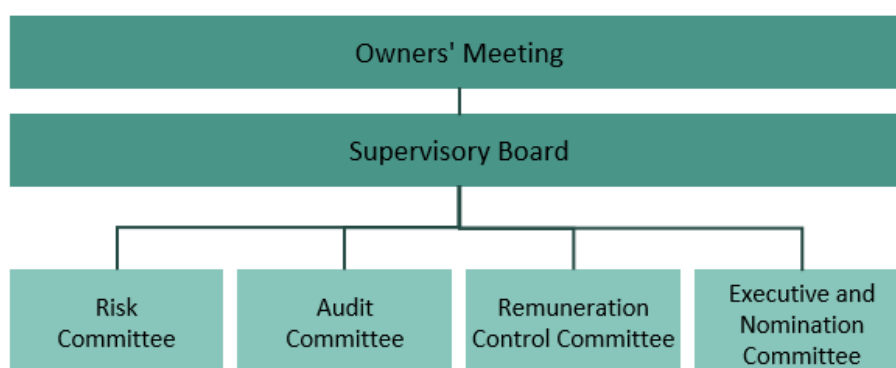 Owners' Meeting
Supervisory Board
Risk
Committee
Audit
Committee
Remuneration
Control Committee
Executive and
Nomination
Committee